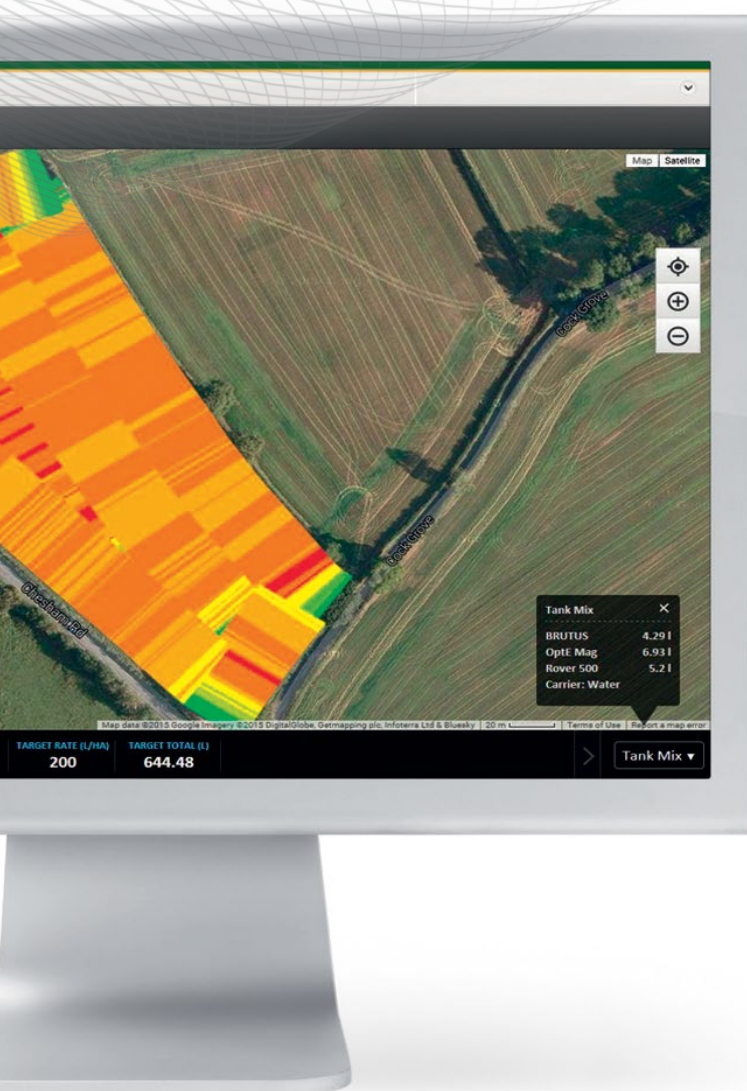 Map Satellite
Cock Grove
Cock Grove
Chesham Rd
Tank Mix ✕
BRUTUS 4.29 l
OptE Mag 6.93 l
Rover 500 5.2 l
Carrier: Water
Map data ©2015 Google Imagery ©2015 DigitalGlobe, Getmapping plc, Infoterra Ltd & Bluesky 20 m Terms of Use Report a map error
TARGET RATE (L/HA) TARGET TOTAL (L)
200 644.48
Tank Mix ▾